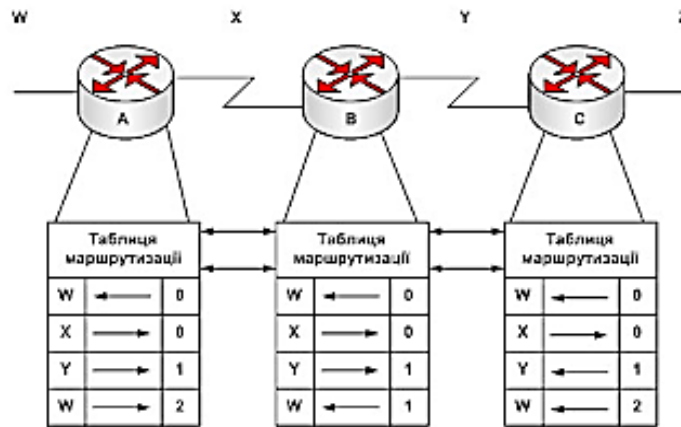 W X Y Z
A B C
Таблиця Таблиця Таблиця
маршрутизації маршрутизації маршрутизації
W 0 W 0 W 0
X 0 X 0 X 0
Y 1 Y 1 Y 1
W 2 W 1 W 2